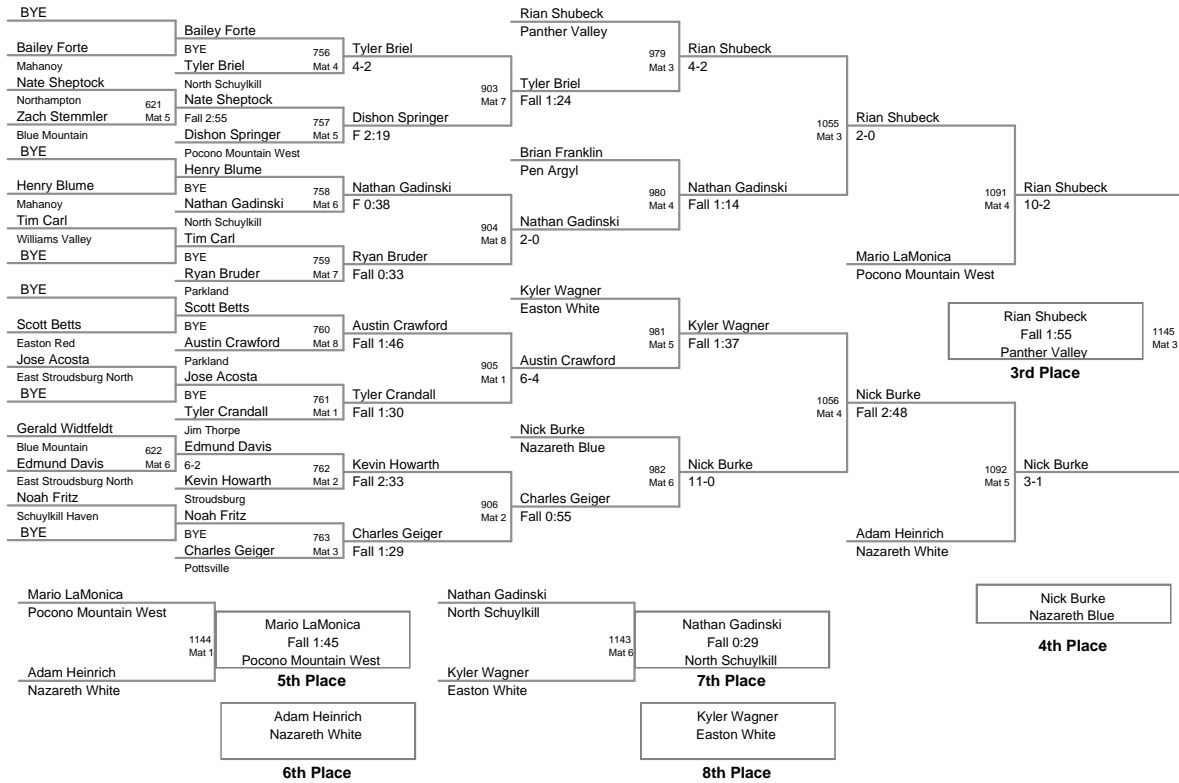 BYE
Bailey Forte
Mahanoy
Nate Sheptock
Northampton
621
Mat 5
Zach Stemmler
Blue Mountain
BYE
Henry Blume
Mahanoy
Tim Carl
Williams Valley
BYE
BYE
Scott Betts
Easton Red
Jose Acosta
East Stroudsburg North
BYE
Gerald Widtfeldt
Blue Mountain
622
Mat 6
Edmund Davis
East Stroudsburg North
Noah Fritz
Schuylkill Haven
BYE
Bailey Forte
BYE
756
Mat 4
Tyler Briel
North Schuylkill
Nate Sheptock
Fall 2:55
757
Mat 5
Dishon Springer
Pocono Mountain West
Henry Blume
BYE
758
Mat 6
Nathan Gadinski
North Schuylkill
Tim Carl
BYE
759
Mat 7
Ryan Bruder
Parkland
Scott Betts
BYE
760
Mat 8
Austin Crawford
Parkland
Jose Acosta
BYE
761
Mat 1
Tyler Crandall
Jim Thorpe
Edmund Davis
6-2
762
Mat 2
Kevin Howarth
Stroudsburg
Noah Fritz
BYE
763
Mat 3
Charles Geiger
Pottsville
Tyler Briel
4-2
903
Mat 7
Dishon Springer
F 2:19
Nathan Gadinski
F 0:38
904
Mat 8
Ryan Bruder
Fall 0:33
Austin Crawford
Fall 1:46
905
Mat 1
Tyler Crandall
Fall 1:30
Kevin Howarth
Fall 2:33
906
Mat 2
Charles Geiger
Fall 1:29
Rian Shubeck
Panther Valley
979
Mat 3
Tyler Briel
Fall 1:24
Brian Franklin
Pen Argyl
980
Mat 4
Nathan Gadinski
2-0
Kyler Wagner
Easton White
981
Mat 5
Austin Crawford
6-4
Nick Burke
Nazareth Blue
982
Mat 6
Charles Geiger
Fall 0:55
Rian Shubeck
4-2
1055
Mat 3
Nathan Gadinski
Fall 1:14
Kyler Wagner
Fall 1:37
1056
Mat 4
Nick Burke
11-0
Rian Shubeck
2-0
1091
Mat 4
Mario LaMonica
Pocono Mountain West
Nick Burke
Fall 2:48
1092
Mat 5
Adam Heinrich
Nazareth White
Rian Shubeck
10-2
Rian Shubeck
Fall 1:55
Panther Valley
1145
Mat 3
3rd Place
Nick Burke
3-1
Nick Burke
Nazareth Blue
4th Place
Mario LaMonica
Pocono Mountain West
1144
Mat 1
Adam Heinrich
Nazareth White
Mario LaMonica
Fall 1:45
Pocono Mountain West
5th Place
Adam Heinrich
Nazareth White
6th Place
Nathan Gadinski
North Schuylkill
1143
Mat 6
Kyler Wagner
Easton White
Nathan Gadinski
Fall 0:29
North Schuylkill
7th Place
Kyler Wagner
Easton White
8th Place